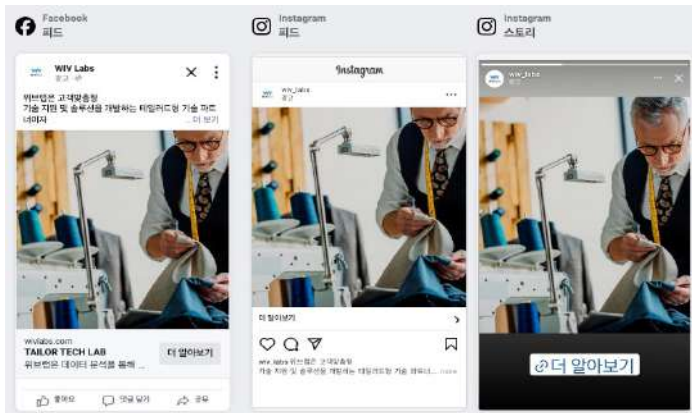 Facebook
피드
Instagram
피드
Instagram
스토리
WIV Labs
광고
위브랩은 고객맞춤형
기술 지원 및 솔루션을 개발하는 테일러드형 기술 파트
너이자 ...더 보기
Instagram
wiv_labs
광고
wiv_labs
광고
wivlabs.com
TAILOR TECH LAB
위브랩은 데이터 분석을 통해 ...
더 알아보기
좋아요
댓글 달기
공유
더 알아보기
wiv_labs 위브랩은 고객맞춤형
기술 지원 및 솔루션을 개발하는 테일러드형 기술 파트너... more
더 알아보기